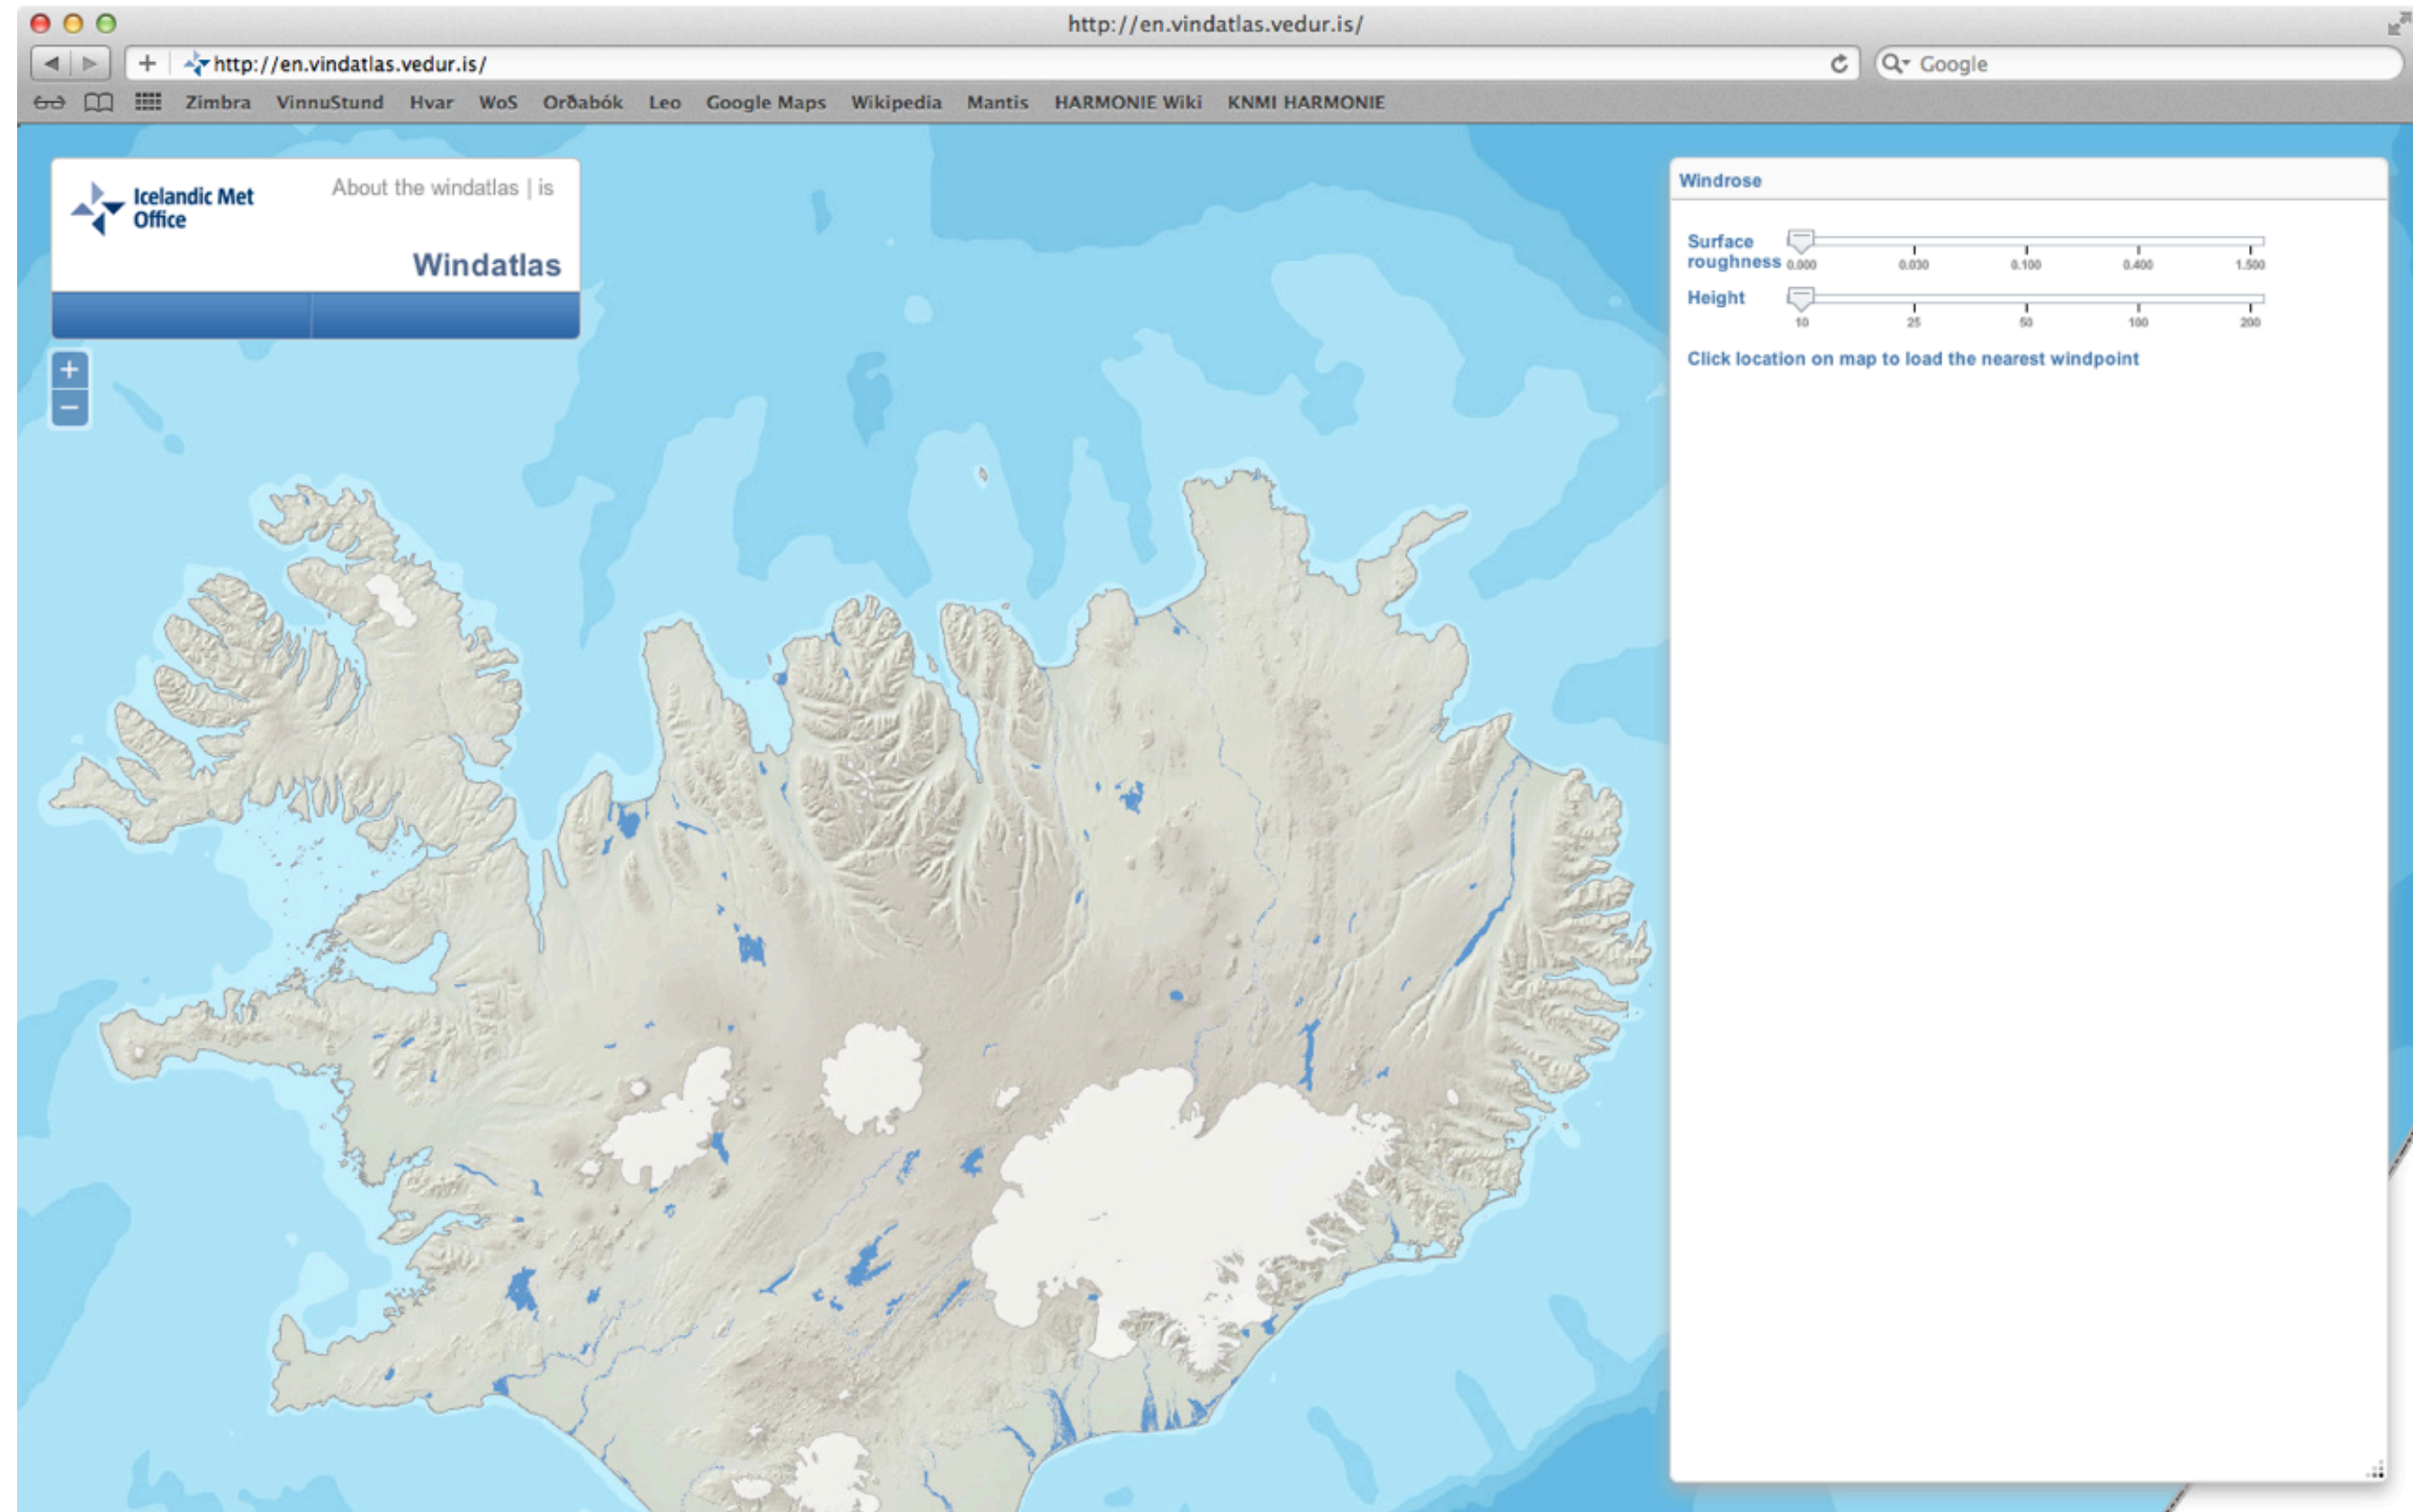 http://en.vindatlas.vedur.is/
http://en.vindatlas.vedur.is/
Google
Zimbra VinnuStund Hvar WoS Orðabók Leo Google Maps Wikipedia Mantis HARMONIE Wiki KNMI HARMONIE
Icelandic Met
Office
About the windatlas | is
Windatlas
+
−
Windrose
Surface
roughness 0.000 0.030 0.100 0.400 1.500
Height
10 25 50 100 200
Click location on map to load the nearest windpoint